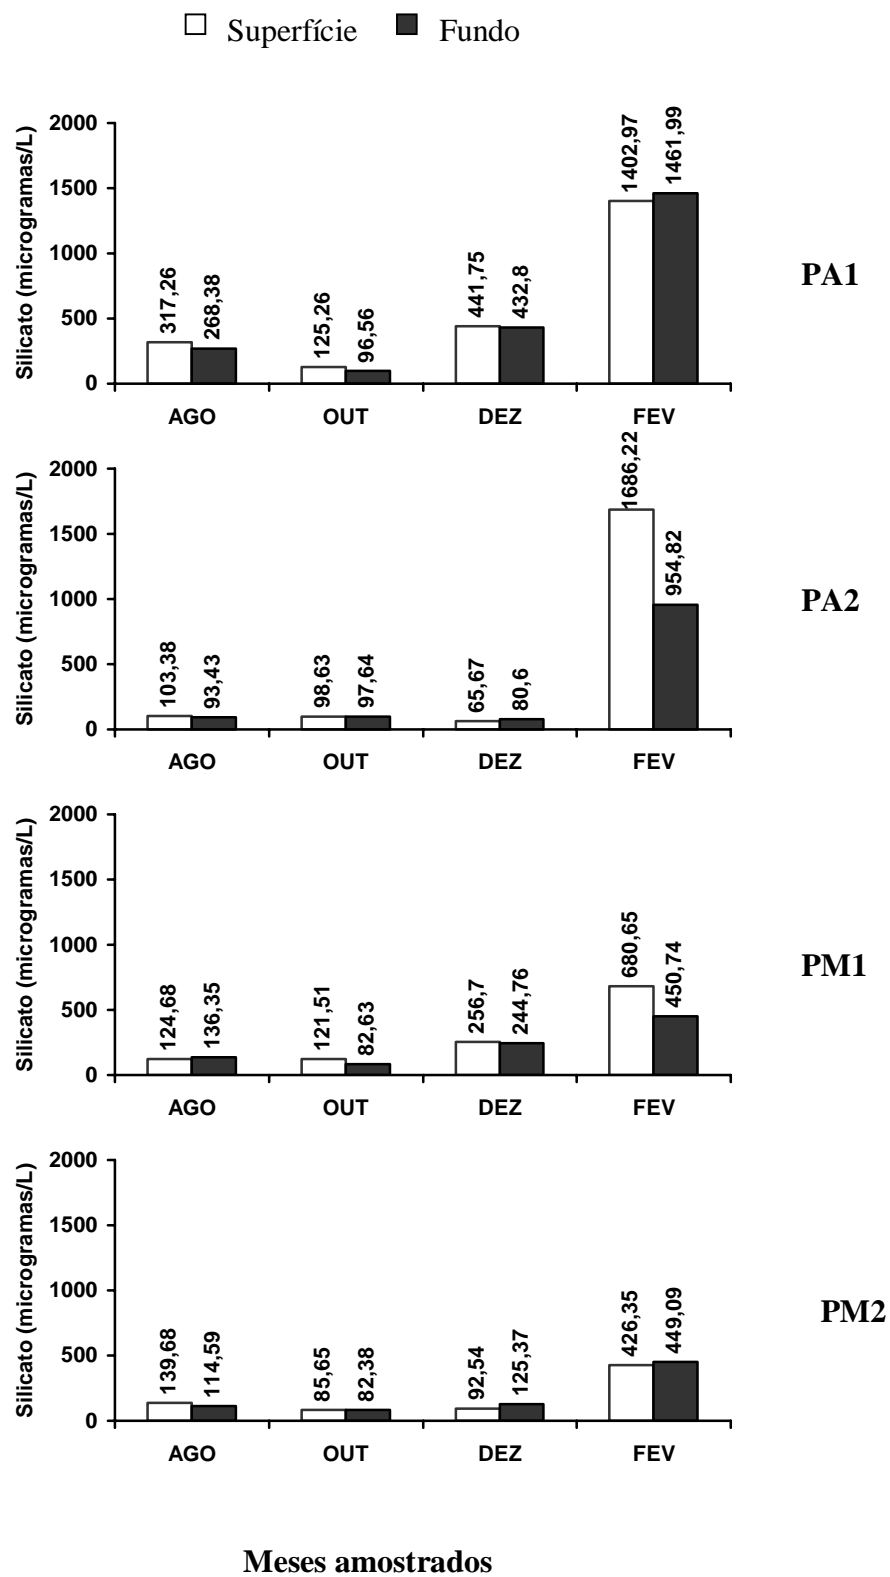 Superfície Fundo
Silicato (microgramas/L)
2000
1500
1000
500
0
317,26 268,38 125,26 96,56 441,75 432,8 1402,97 1461,99
AGO OUT DEZ FEV
PA1
Silicato (microgramas/L)
2000
1500
1000
500
0
103,38 93,43 98,63 97,64 65,67 80,6 1686,22 954,82
AGO OUT DEZ FEV
PA2
Silicato (microgramas/L)
2000
1500
1000
500
0
124,68 136,35 121,51 82,63 256,7 244,76 680,65 450,74
AGO OUT DEZ FEV
PM1
Silicato (microgramas/L)
2000
1500
1000
500
0
139,68 114,59 85,65 82,38 92,54 125,37 426,35 449,09
AGO OUT DEZ FEV
PM2
Meses amostrados